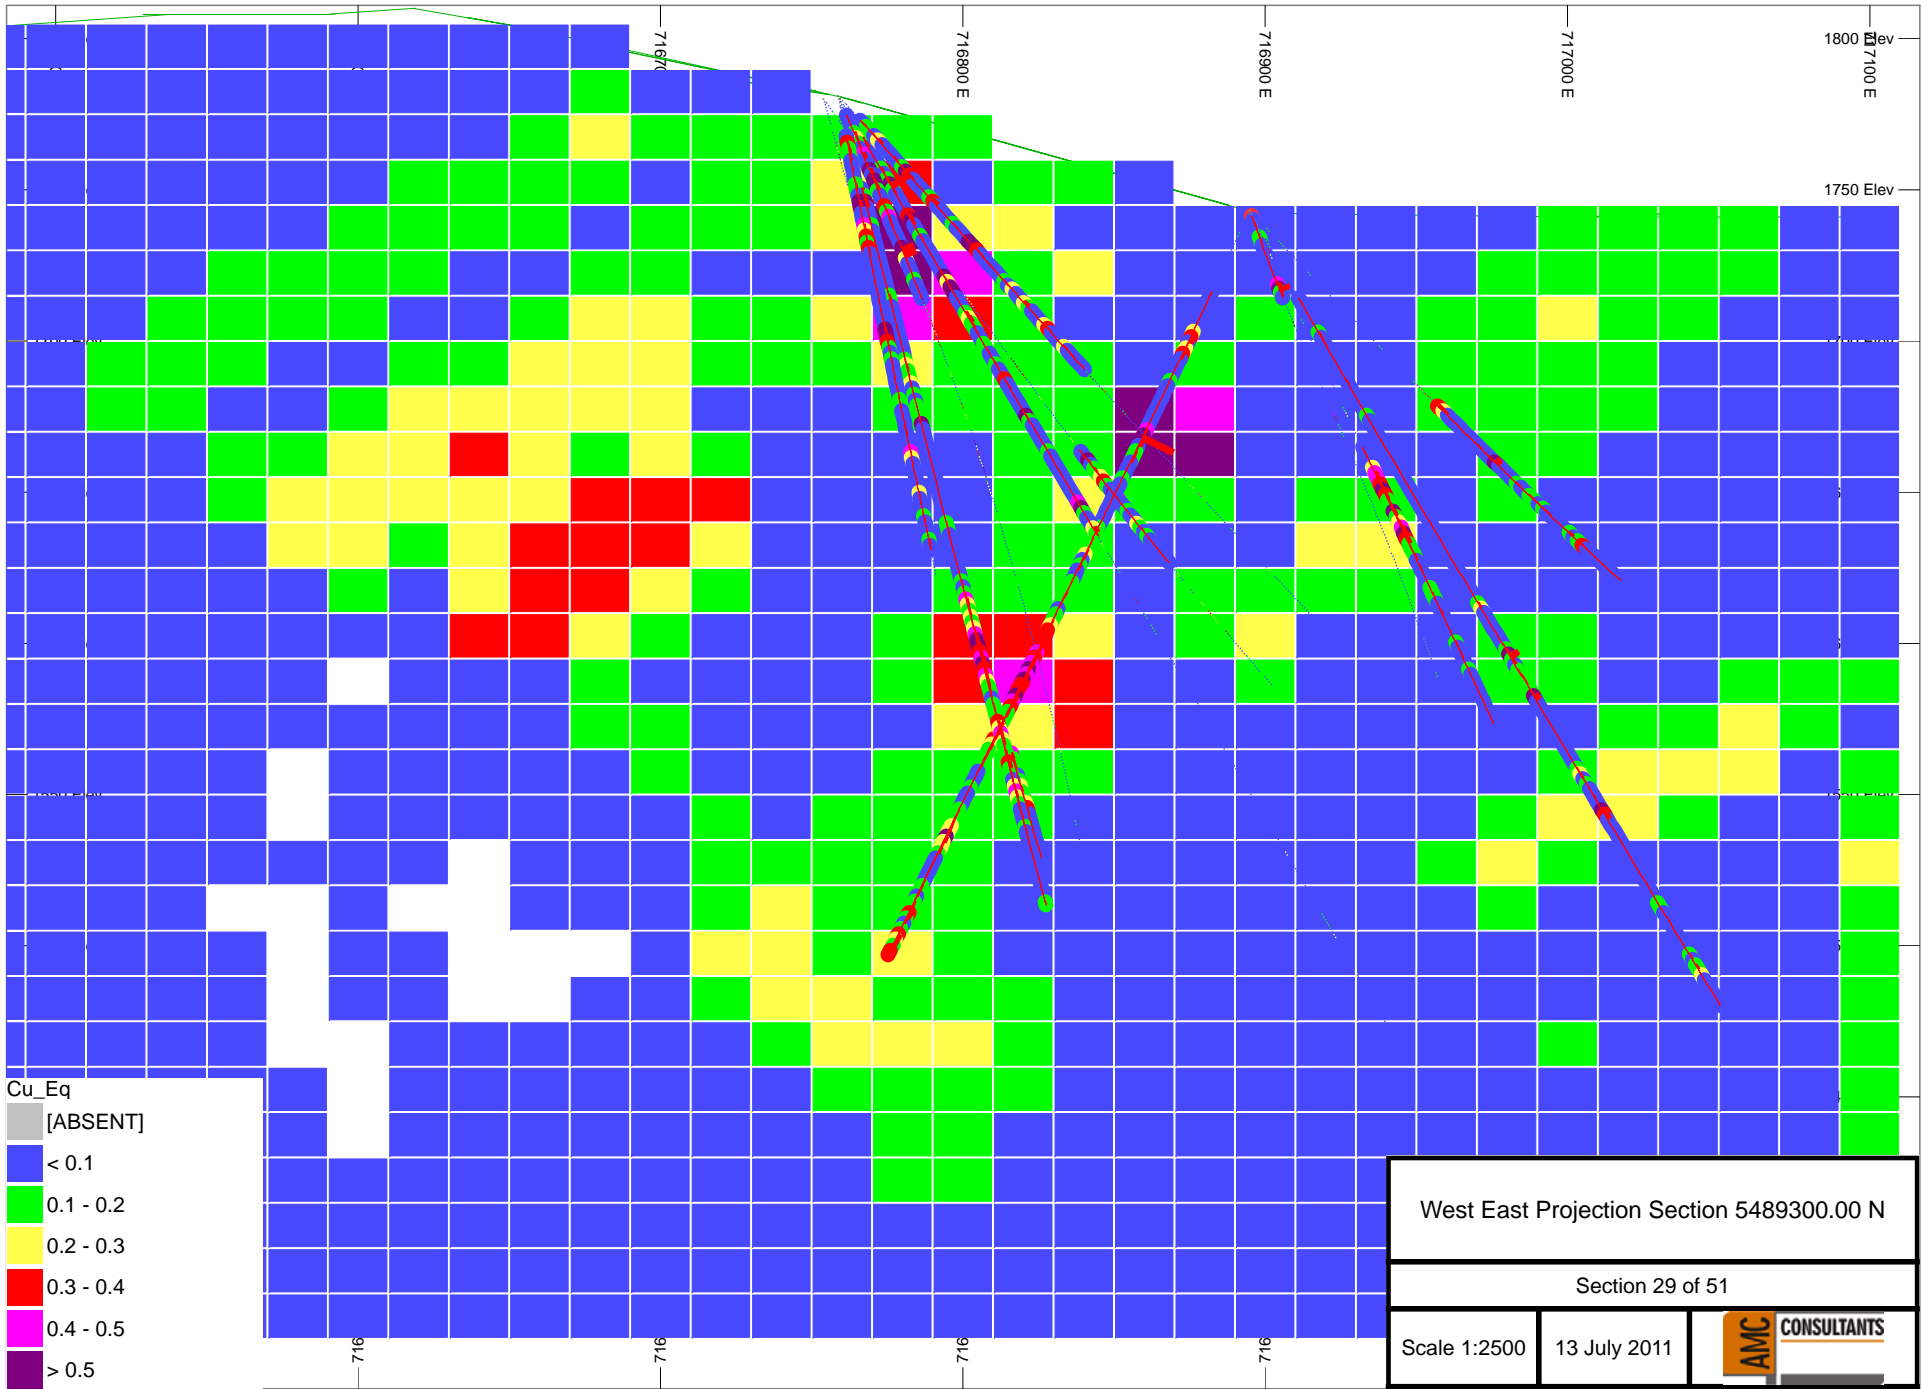 716800 E
716900 E
717000 E
717100 E
1800 Elev
1750 Elev
Cu_Eq
[ABSENT]
< 0.1
0.1 - 0.2
0.2 - 0.3
0.3 - 0.4
0.4 - 0.5
> 0.5
716
716
716
716
West East Projection Section 5489300.00 N
Section 29 of 51
Scale 1:2500
13 July 2011
AMC CONSULTANTS